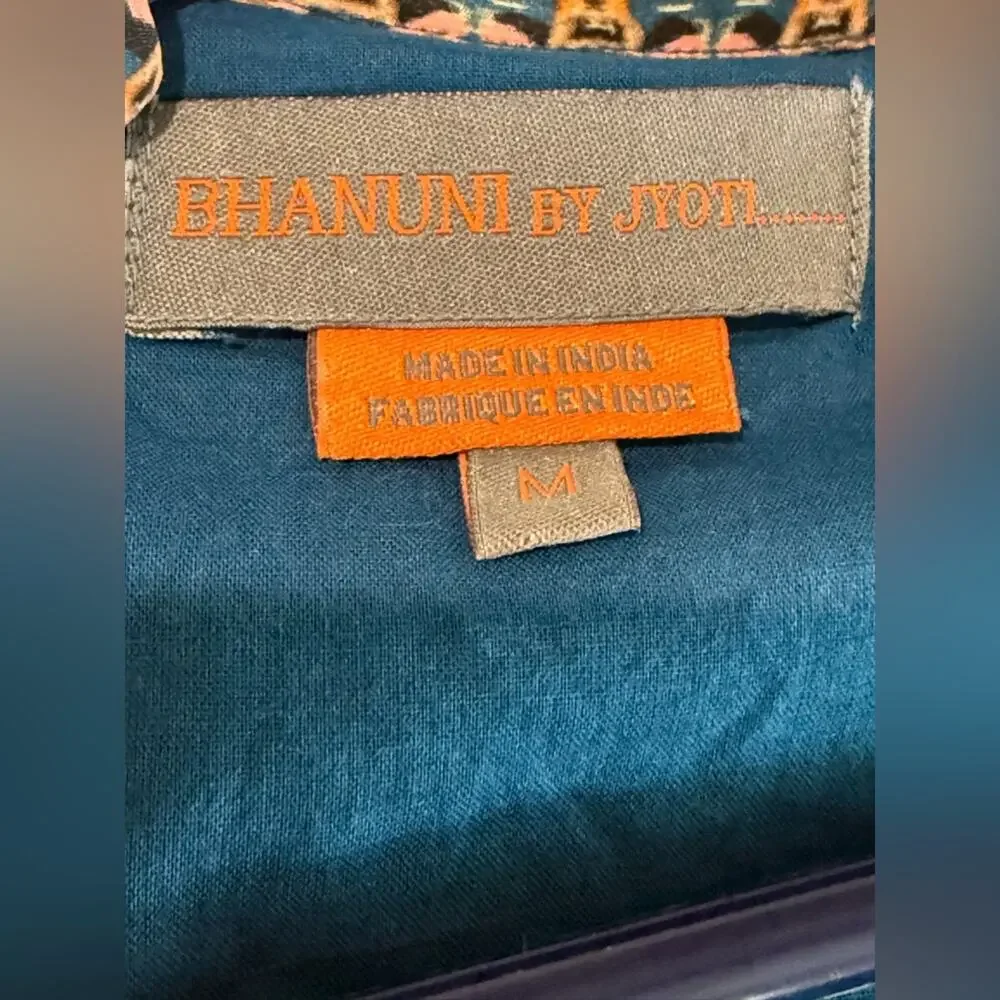 BHANUNI BY JYOTI........
MADE IN INDIA
FABRIQUE EN INDE
M